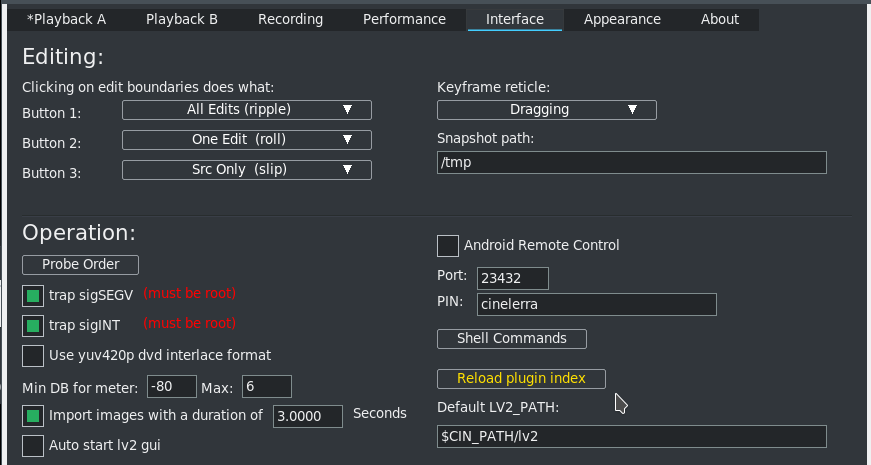 *Playback A Playback B Recording Performance Interface Appearance About
Editing:
Clicking on edit boundaries does what:
Button 1: All Edits (ripple)
Button 2: One Edit (roll)
Button 3: Src Only (slip)
Keyframe reticle:
Dragging
Snapshot path:
/tmp
Operation:
Probe Order
trap sigSEGV (must be root)
trap sigINT (must be root)
Use yuv420p dvd interlace format
Min DB for meter: -80 Max: 6
Import images with a duration of 3.0000 Seconds
Auto start lv2 gui
Android Remote Control
Port: 23432
PIN: cinelerra
Shell Commands
Reload plugin index
Default LV2_PATH:
$CIN_PATH/lv2